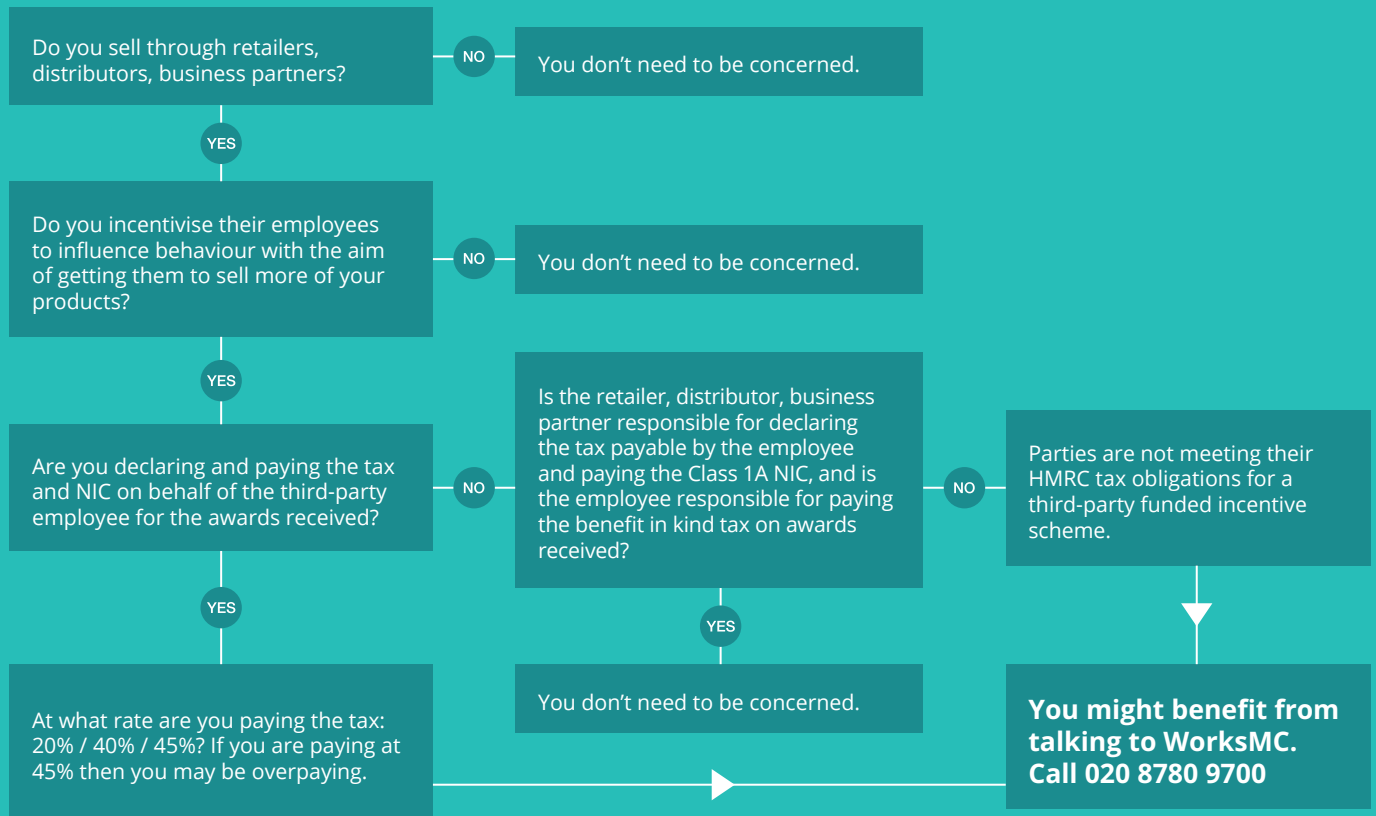 Do you sell through retailers,
distributors, business partners?
NO
You don’t need to be concerned.
YES
Do you incentivise their employees
to influence behaviour with the aim
of getting them to sell more of your
products?
NO
You don’t need to be concerned.
YES
Are you declaring and paying the tax
and NIC on behalf of the third-party
employee for the awards received?
NO
Is the retailer, distributor, business
partner responsible for declaring
the tax payable by the employee
and paying the Class 1A NIC, and is
the employee responsible for paying
the benefit in kind tax on awards
received?
NO
Parties are not meeting their
HMRC tax obligations for a
third-party funded incentive
scheme.
YES
YES
At what rate are you paying the tax:
20% / 40% / 45%? If you are paying at
45% then you may be overpaying.
You don’t need to be concerned.
You might benefit from
talking to WorksMC.
Call 020 8780 9700